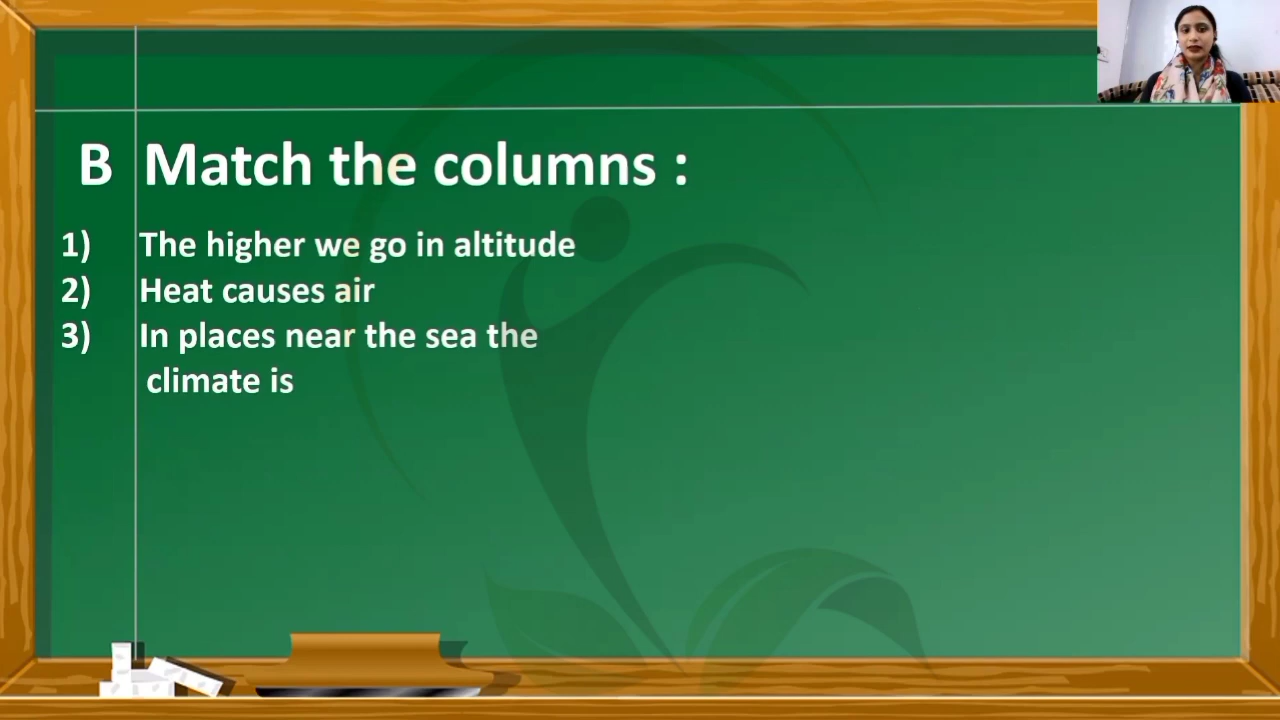 B Match the columns :
1) The higher we go in altitude
2) Heat causes air
3) In places near the sea the
climate is